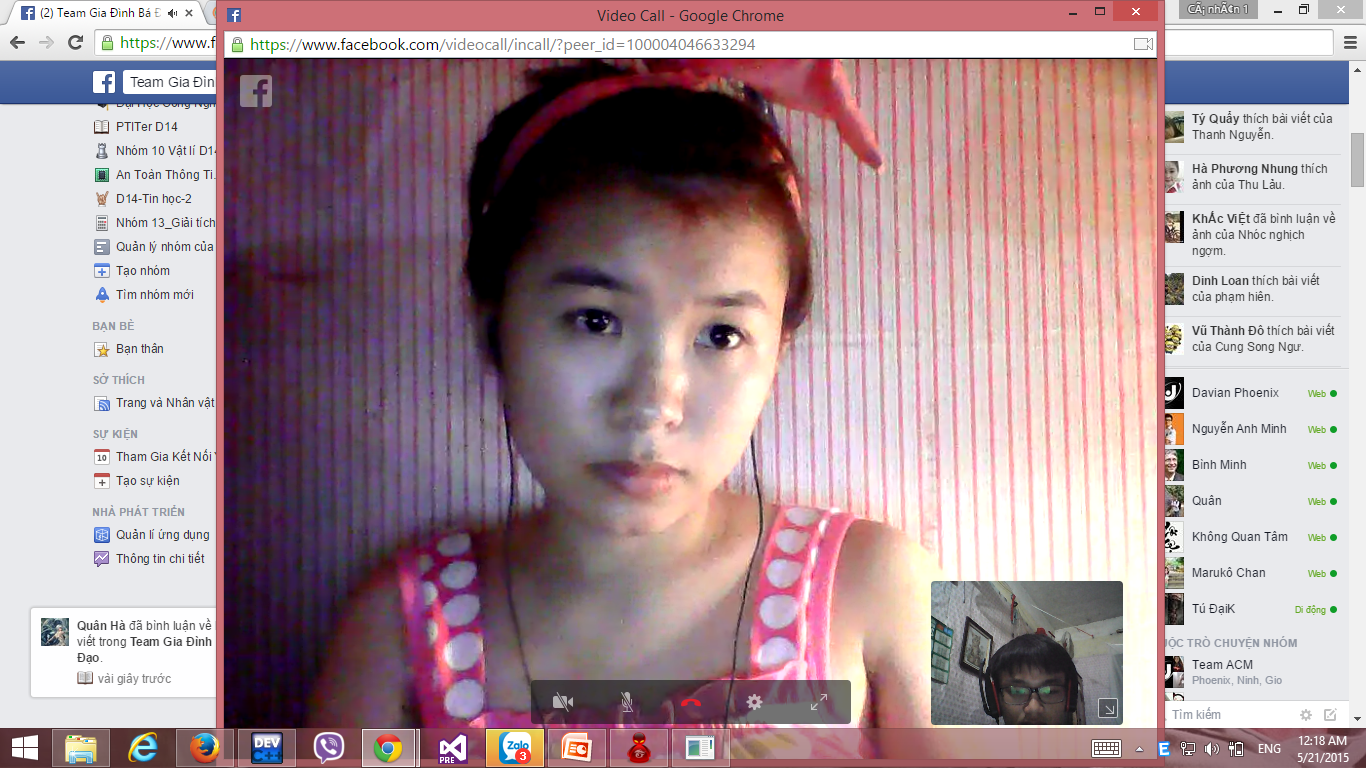 (2) Team Gia Đình Bá Đ
Video Call - Google Chrome
CÃ¡ nhÃ¢n 1
https://www.f
https://www.facebook.com/videocall/incall/?peer_id=100004046633294
Team Gia Đìn
Đại Học Công Ngh
PTITer D14
Nhóm 10 Vật lí D14
An Toàn Thông Ti.
D14-Tin học-2
Nhóm 13_Giải tích
Quản lý nhóm của
Tạo nhóm
Tìm nhóm mới
BẠN BÈ
Bạn thân
SỞ THÍCH
Trang và Nhân vật
SỰ KIỆN
Tham Gia Kết Nối
Tạo sự kiện
NHÀ PHÁT TRIỂN
Quản lí ứng dụng
Thông tin chi tiết
Quân Hà đã bình luận về
viết trong Team Gia Đình
Đạo.
vài giây trước
Tý Quẩy thích bài viết của
Thanh Nguyễn.
Hà Phương Nhung thích
ảnh của Thu Lâu.
KhẮc ViỆt đã bình luận về
ảnh của Nhóc nghịch
ngợm.
Dinh Loan thích bài viết
của phạm hiên.
Vũ Thành Đô thích bài viết
của Cung Song Ngư.
Davian Phoenix Web
Nguyễn Anh Minh Web
Bình Minh Web
Quân Web
Không Quan Tâm Web
Marukô Chan Web
Tú ĐạiK Di động
UỘC TRÒ CHUYỆN NHÓM
Team ACM
Phoenix, Ninh, Gio
Tìm kiếm
DEV
C++
PRE
Zalo
3
ENG
12:18 AM
5/21/2015